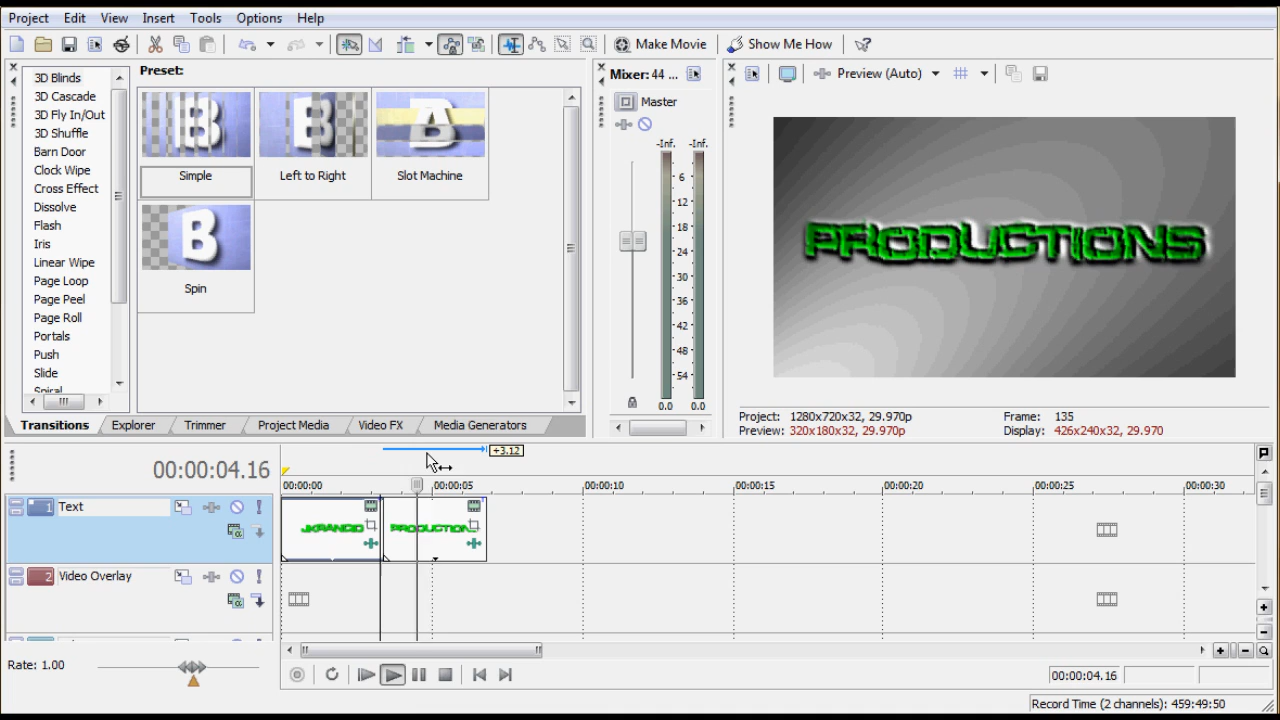 Project Edit View Insert Tools Options Help
Make Movie Show Me How
3D Blinds
3D Cascade
3D Fly In/Out
3D Shuffle
Barn Door
Clock Wipe
Cross Effect
Dissolve
Flash
Iris
Linear Wipe
Page Loop
Page Peel
Page Roll
Portals
Push
Slide
Spiral
Preset:
Simple Left to Right Slot Machine
Spin
Mixer: 44 ...
Master
-Inf. -Inf.
6
12
18
24
30
36
42
48
54
0.0 0.0
Preview (Auto)
PRODUCTIONS
Project: 1280x720x32, 29.970p Frame: 135
Preview: 320x180x32, 29.970p Display: 426x240x32, 29.970
Transitions Explorer Trimmer Project Media Video FX Media Generators
+3.12
00:00:04.16
00:00:00 00:00:05 00:00:10 00:00:15 00:00:20 00:00:25 00:00:30
1 Text
JKRANCID PRODUCTION
2 Video Overlay
Rate: 1.00
00:00:04.16
Record Time (2 channels): 459:49:50